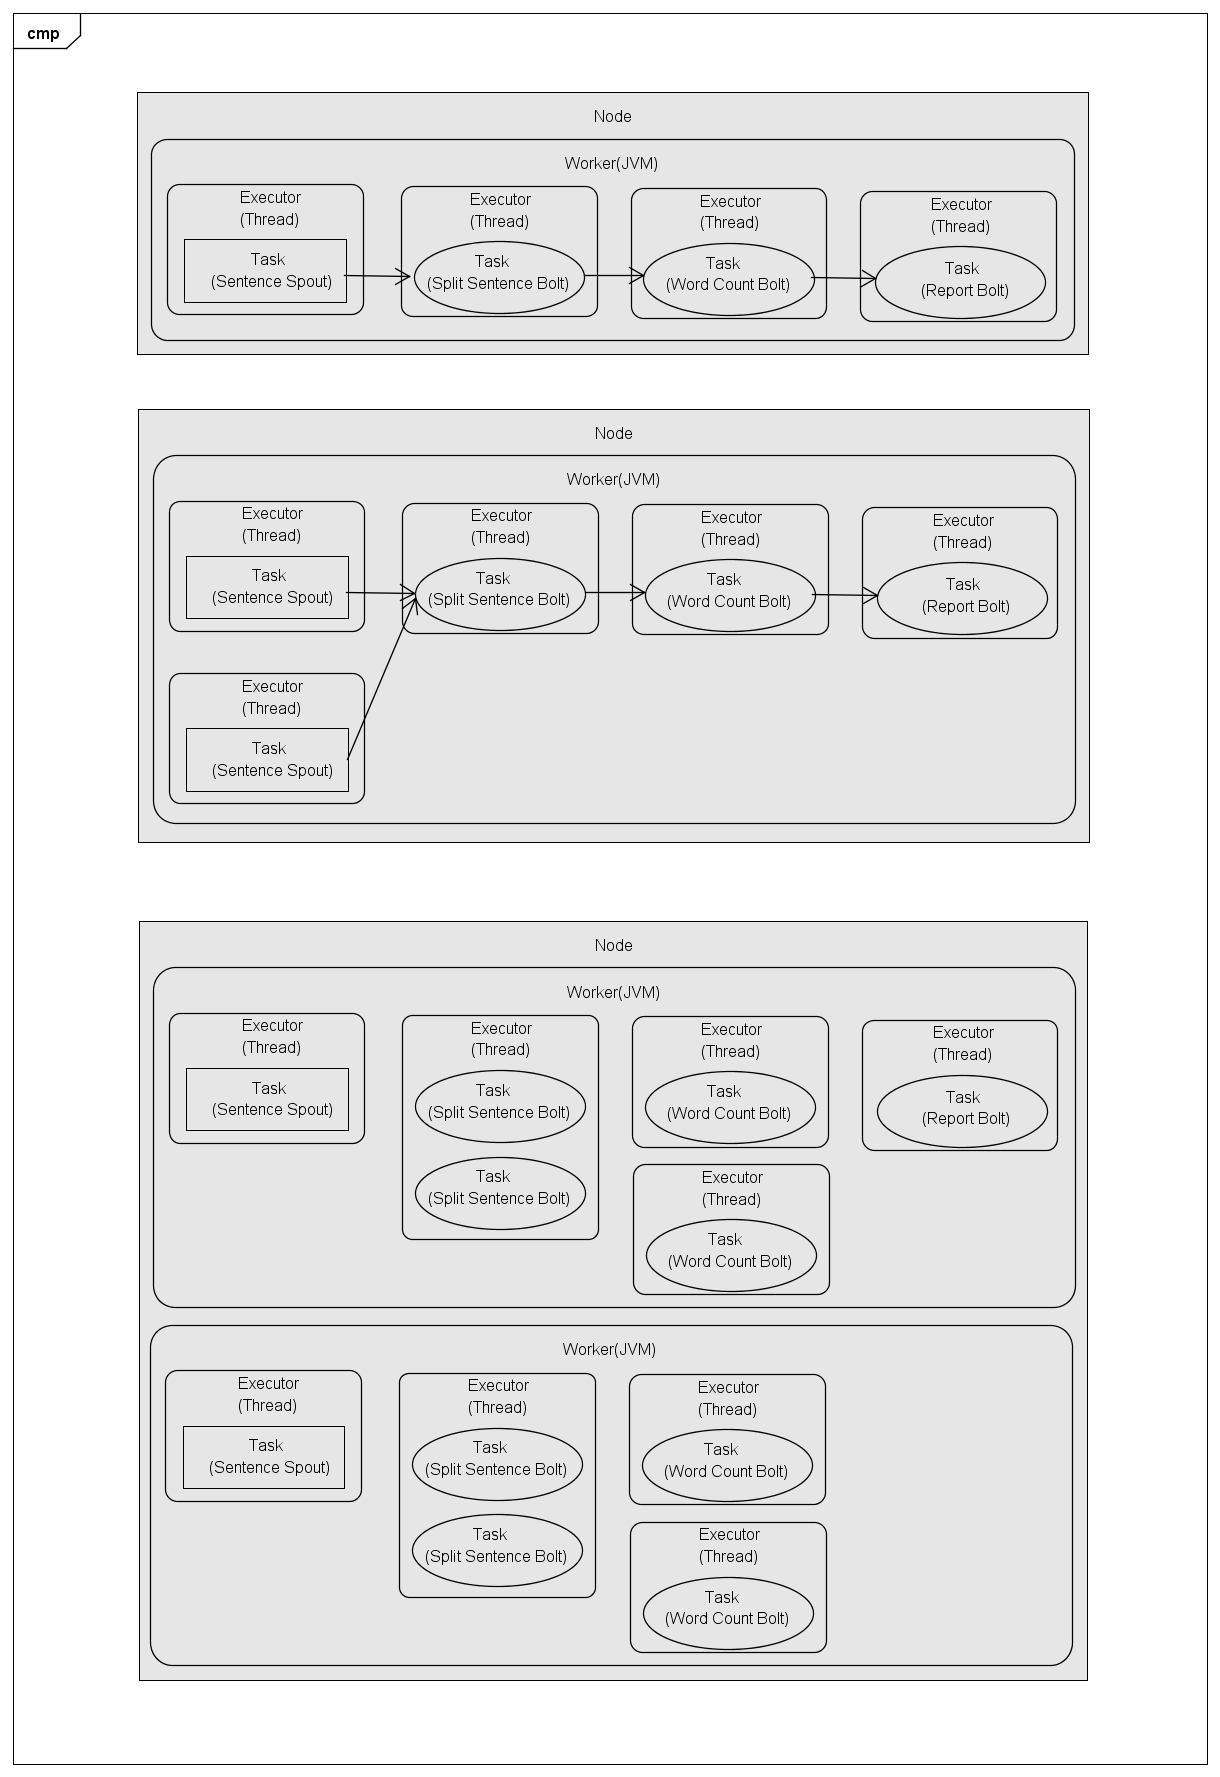 cmp
Node
Worker(JVM)
Executor
(Thread)
Task
(Sentence Spout)
Executor
(Thread)
Task
(Split Sentence Bolt)
Executor
(Thread)
Task
(Word Count Bolt)
Executor
(Thread)
Task
(Report Bolt)
Node
Worker(JVM)
Executor
(Thread)
Task
(Sentence Spout)
Executor
(Thread)
Task
(Split Sentence Bolt)
Executor
(Thread)
Task
(Word Count Bolt)
Executor
(Thread)
Task
(Report Bolt)
Executor
(Thread)
Task
(Sentence Spout)
Node
Worker(JVM)
Executor
(Thread)
Task
(Sentence Spout)
Executor
(Thread)
Task
(Split Sentence Bolt)
Task
(Split Sentence Bolt)
Executor
(Thread)
Task
(Word Count Bolt)
Executor
(Thread)
Task
(Word Count Bolt)
Executor
(Thread)
Task
(Report Bolt)
Worker(JVM)
Executor
(Thread)
Task
(Sentence Spout)
Executor
(Thread)
Task
(Split Sentence Bolt)
Task
(Split Sentence Bolt)
Executor
(Thread)
Task
(Word Count Bolt)
Executor
(Thread)
Task
(Word Count Bolt)